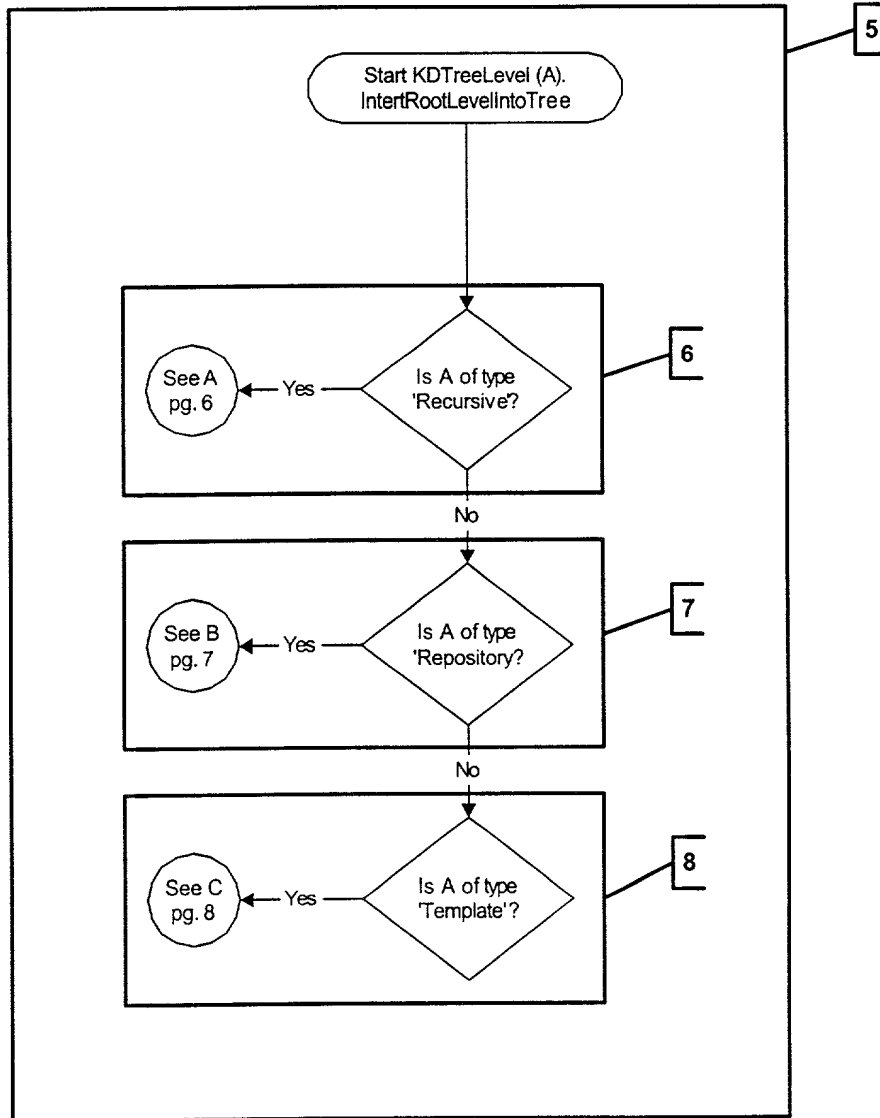 5
Start KDTreeLevel (A).
IntertRootLevelIntoTree
6
See A
pg. 6
Yes
Is A of type
'Recursive'?
No
7
See B
pg. 7
Yes
Is A of type
'Repository?
No
8
See C
pg. 8
Yes
Is A of type
'Template'?